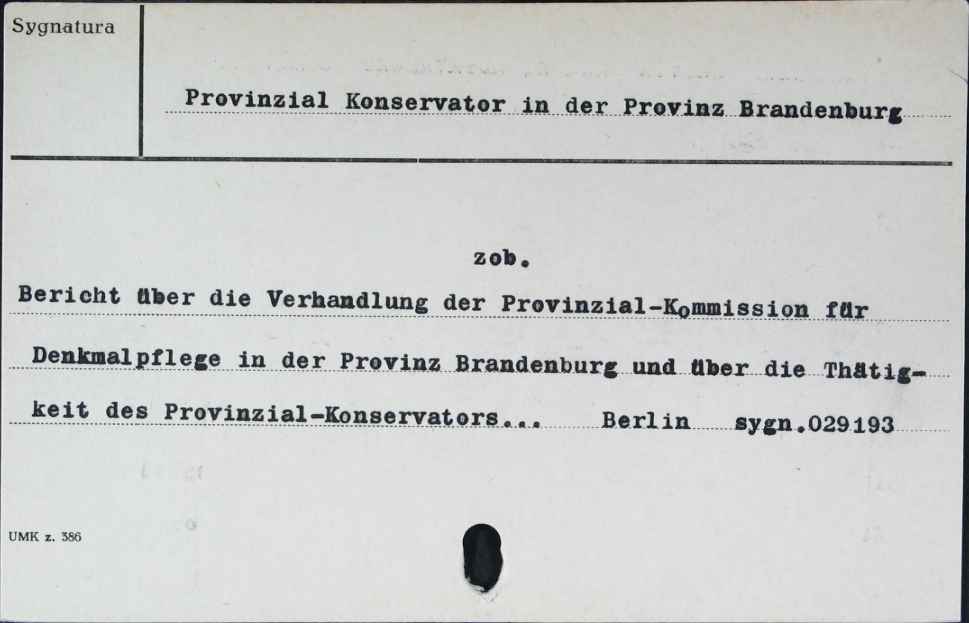 Sygnatura
Provinzial Konservator in der Provinz Brandenburg
zob.
Bericht über die Verhandlung der Provinzial-Kommission für
Denkmalpflege in der Provinz Brandenburg und über die Thätig-
keit des Provinzial-Konservators... Berlin sygn.029193
UMK z. 386